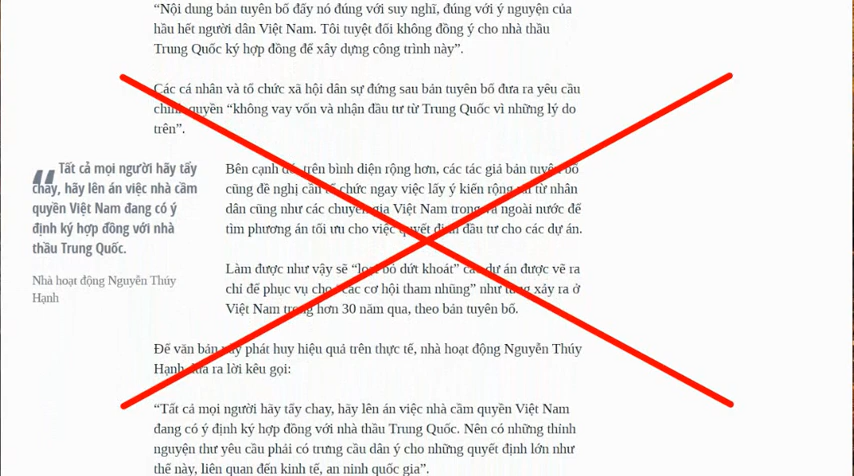 “Nội dung bản tuyên bố đấy nó đúng với suy nghĩ, đúng với ý nguyện của
hầu hết người dân Việt Nam. Tôi tuyệt đối không đồng ý cho nhà thầu
Trung Quốc ký hợp đồng để xây dựng công trình này”.
Các cá nhân và tổ chức xã hội dân sự đứng sau bản tuyên bố đưa ra yêu cầu
chính quyền “không vay vốn và nhận đầu tư từ Trung Quốc vì những lý do
trên”.
“Tất cả mọi người hãy tẩy
chay, hãy lên án việc nhà cầm
quyền Việt Nam đang có ý
định ký hợp đồng với nhà
thầu Trung Quốc.
Nhà hoạt động Nguyễn Thúy
Hạnh
Bên cạnh đó, trên bình diện rộng hơn, các tác giả bản tuyên bố
cũng đề nghị cần tổ chức ngay việc lấy ý kiến rộng rãi từ nhân
dân cũng như các chuyên gia Việt Nam trong và ngoài nước để
tìm phương án tối ưu cho việc quyết định đầu tư cho các dự án.
Làm được như vậy sẽ “loại bỏ dứt khoát” các dự án được vẽ ra
chỉ để phục vụ cho “các cơ hội tham nhũng” như từng xảy ra ở
Việt Nam trong hơn 30 năm qua, theo bản tuyên bố.
Để văn bản này phát huy hiệu quả trên thực tế, nhà hoạt động Nguyễn Thúy
Hạnh đưa ra lời kêu gọi:
“Tất cả mọi người hãy tẩy chay, hãy lên án việc nhà cầm quyền Việt Nam
đang có ý định ký hợp đồng với nhà thầu Trung Quốc. Nên có những thỉnh
nguyện thư yêu cầu phải có trưng cầu dân ý cho những quyết định lớn như
thế này, liên quan đến kinh tế, an ninh quốc gia”.